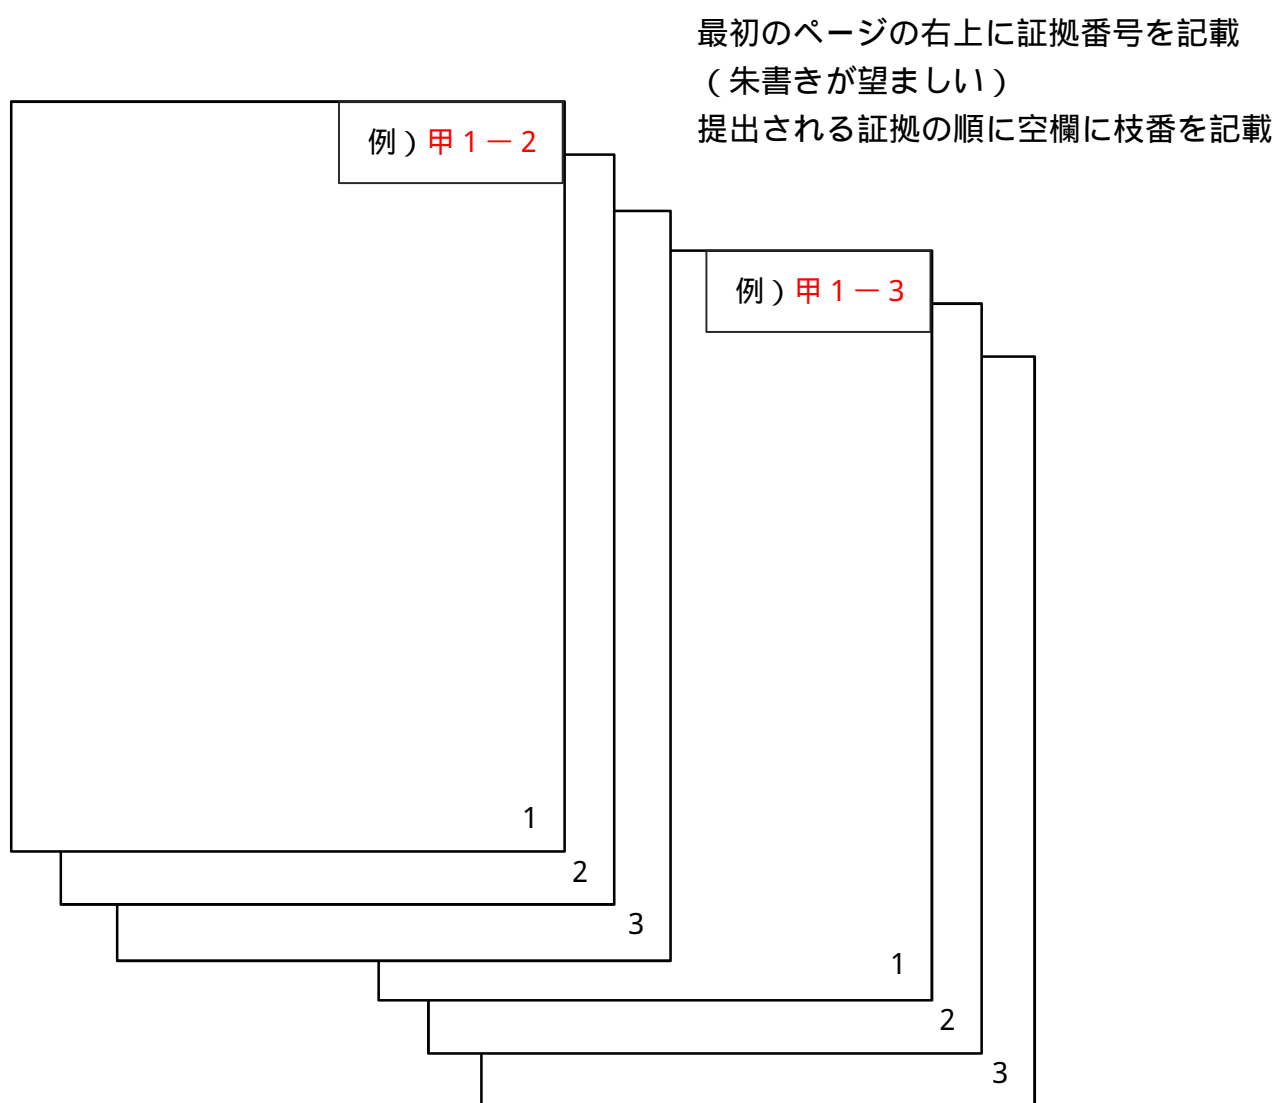 最初のページの右上に証拠番号を記載
（朱書きが望ましい）
提出される証拠の順に空欄に枝番を記載
例）甲１－２
例）甲１－３
1
2
3
1
2
3